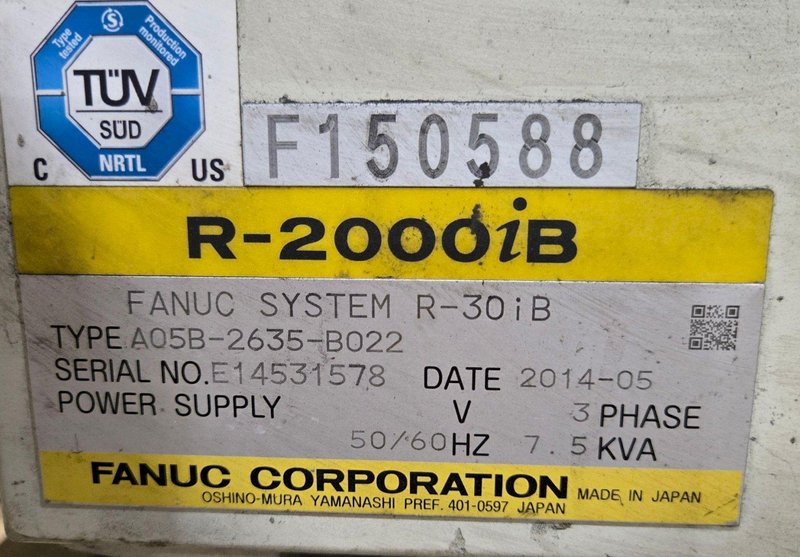 Type tested
Production monitored
TÜV
SÜD
NRTL
C US
F150588
R-2000iB
FANUC SYSTEM R-30iB
TYPE A05B-2635-B022
SERIAL NO. E14531578 DATE 2014-05
POWER SUPPLY V 3 PHASE
50/60 HZ 7.5 KVA
FANUC CORPORATION MADE IN JAPAN
OSHINO-MURA YAMANASHI PREF. 401-0597 JAPAN